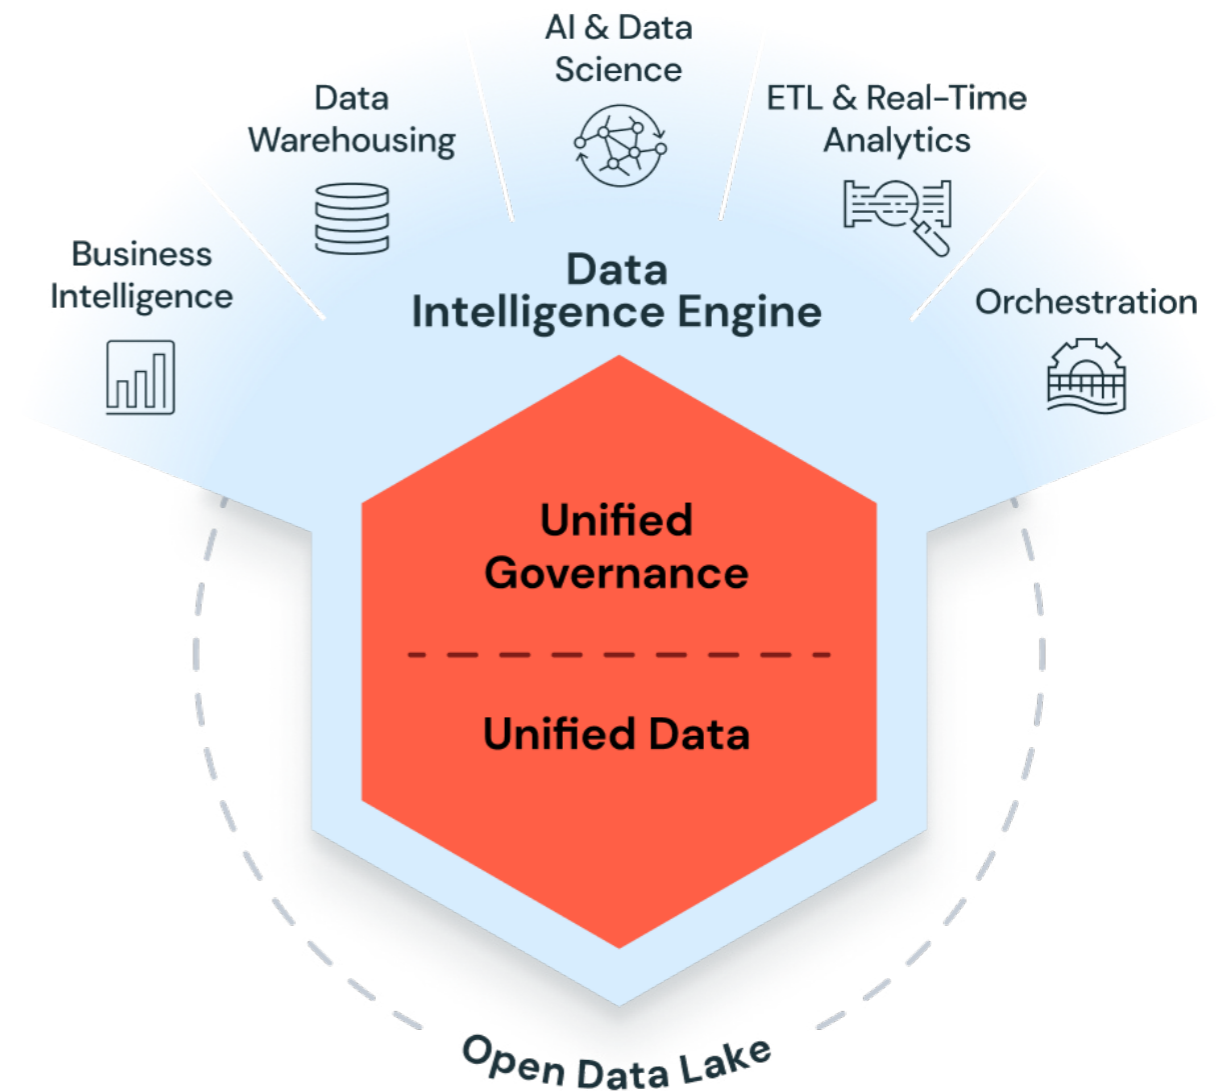 AI & Data
Science
Data
Warehousing
ETL & Real-Time
Analytics
Business
Intelligence
Orchestration
Data
Intelligence Engine
Unified
Governance
Unified Data
Open Data Lake